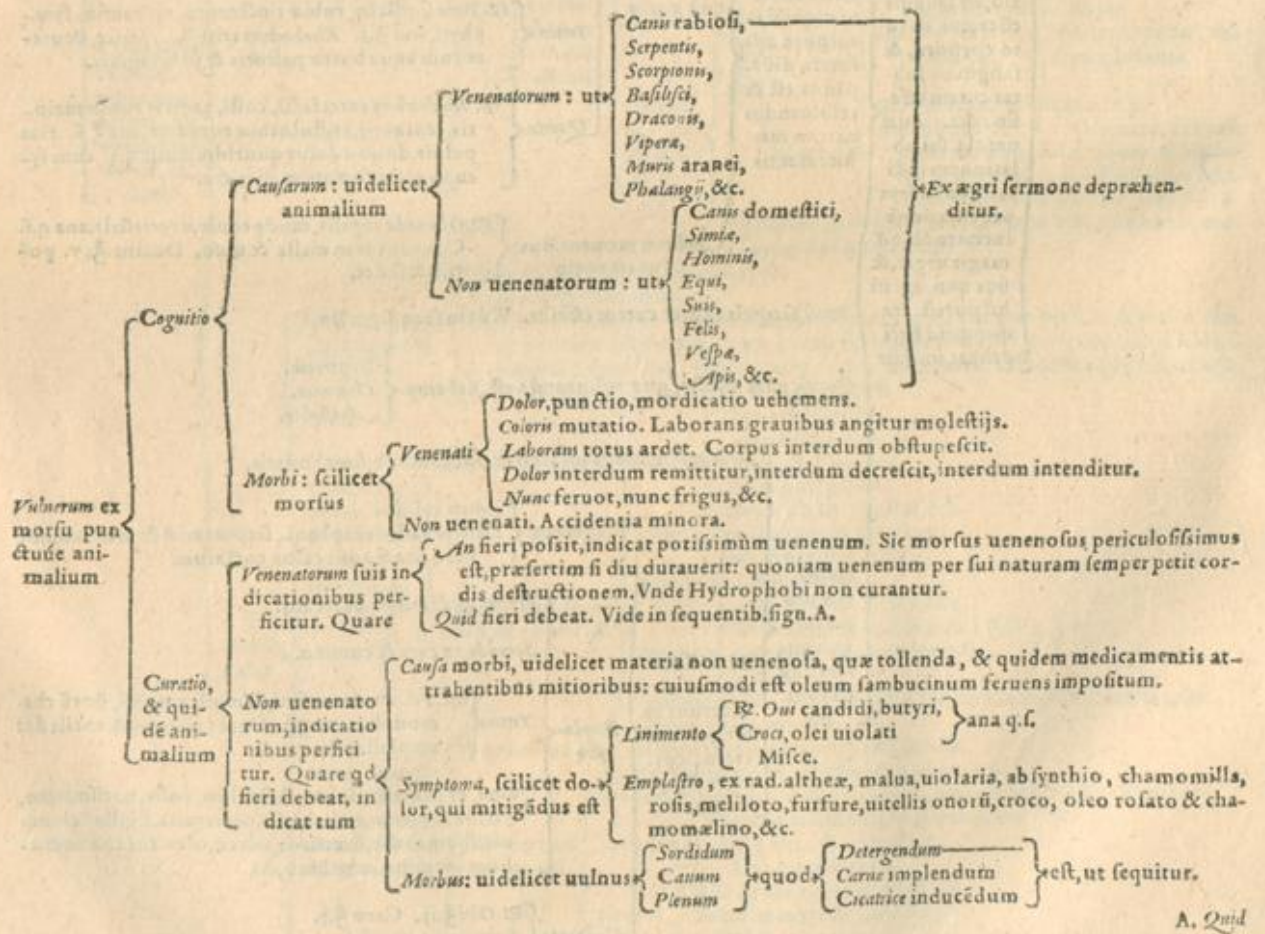 Canis rabiosi,
Serpentis,
Scorpionis,
Venenatorum : ut
Basilisci,
Draconis,
Viperæ,
Muris aranei,
Phalangij, &c.
Causarum : uidelicet
animalium
Ex ægri sermone depræhen-
ditur.
Canis domestici,
Simiæ,
Hominis,
Non uenenatorum : ut
Equi,
Suis,
Felis,
Vespæ,
Apis, &c.
Cognitio
Dolor, punctio, mordicatio uehemens.
Coloris mutatio. Laborans grauibus angitur molestijs.
Venenati
Laborans totus ardet. Corpus interdum obstupescit.
Dolor interdum remittitur, interdum decrescit, interdum intenditur.
Nunc feruor, nunc frigus, &c.
Morbi : scilicet
morsus
Non uenenati. Accidentia minora.
Vulnerum ex
morsu pun
ctuúe ani-
malium
An fieri possit, indicat potissimùm uenenum. Sic morsus uenenosus periculosissimus
est, præsertim si diu durauerit: quoniam uenenum per sui naturam semper petit cor-
dis destructionem. Vnde Hydrophobi non curantur.
Venenatorum suis in
dicationibus per-
ficitur. Quare
Quid fieri debeat. Vide in sequentib. sign. A.
Curatio,
& qui-
dē ani-
malium
Causa morbi, uidelicet materia non uenenosa, quæ tollenda, & quidem medicamentis at-
trahentibus mitioribus: cuiusmodi est oleum sambucinum feruens impositum.
Non uenenato
rum, indicatio
nibus perfici
tur. Quare qd
fieri debeat, in
dicat tum
Symptoma, scilicet do-
lor, qui mitigādus est
Linimento
℞. Oui candidi, butyri,
Croci, olei uiolati
ana q.s.
Misce.
Emplastro, ex rad. altheæ, malua, uiolaria, absynthio, chamomilla,
rosis, meliloto, furfure, uitellis ouorū, croco, oleo rosato & cha-
momælino, &c.
Morbus: uidelicet uulnus
Sordidum
Cauum
Plenum
quod
Detergendum
Carne implendum
Cicatrice inducēdum
est, ut sequitur.
A. Quid